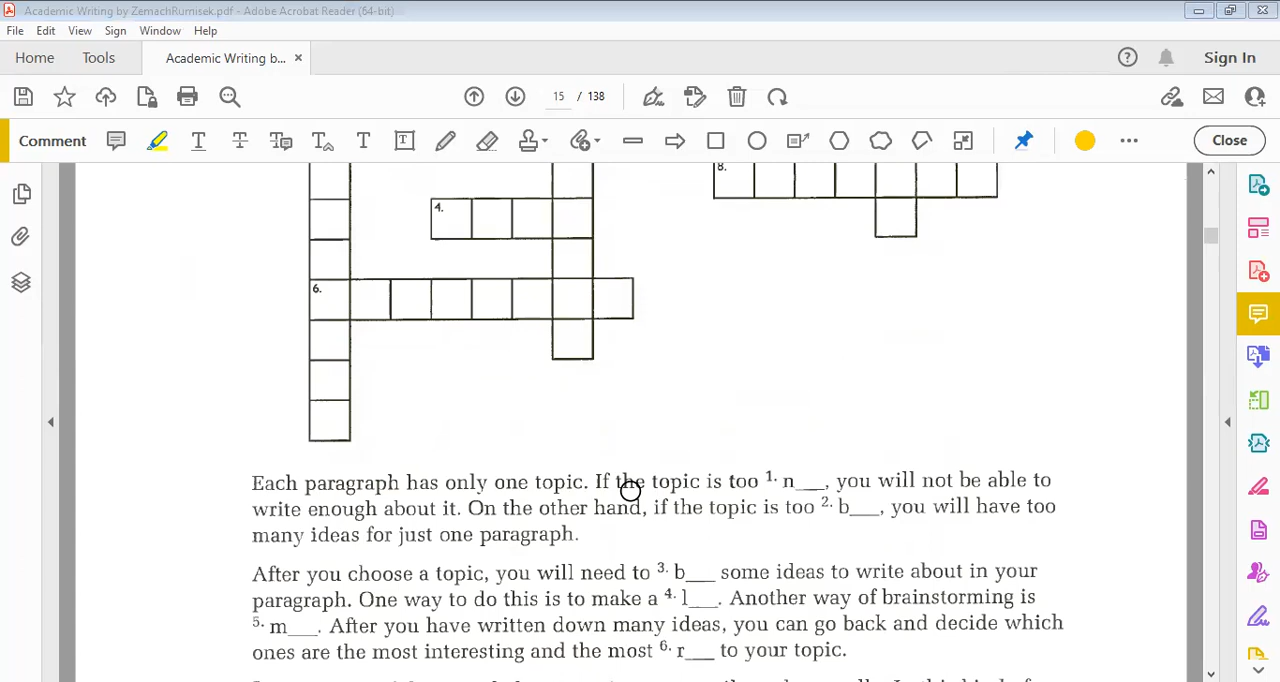 Academic Writing by ZemachRumisek.pdf - Adobe Acrobat Reader (64-bit)
File Edit View Sign Window Help
Home Tools Academic Writing b... × Sign In
15 / 138
Comment Close
8.
4.
6.
Each paragraph has only one topic. If the topic is too 1. n___, you will not be able to
write enough about it. On the other hand, if the topic is too 2. b___, you will have too
many ideas for just one paragraph.
After you choose a topic, you will need to 3. b___ some ideas to write about in your
paragraph. One way to do this is to make a 4. l___. Another way of brainstorming is
5. m___. After you have written down many ideas, you can go back and decide which
ones are the most interesting and the most 6. r___ to your topic.